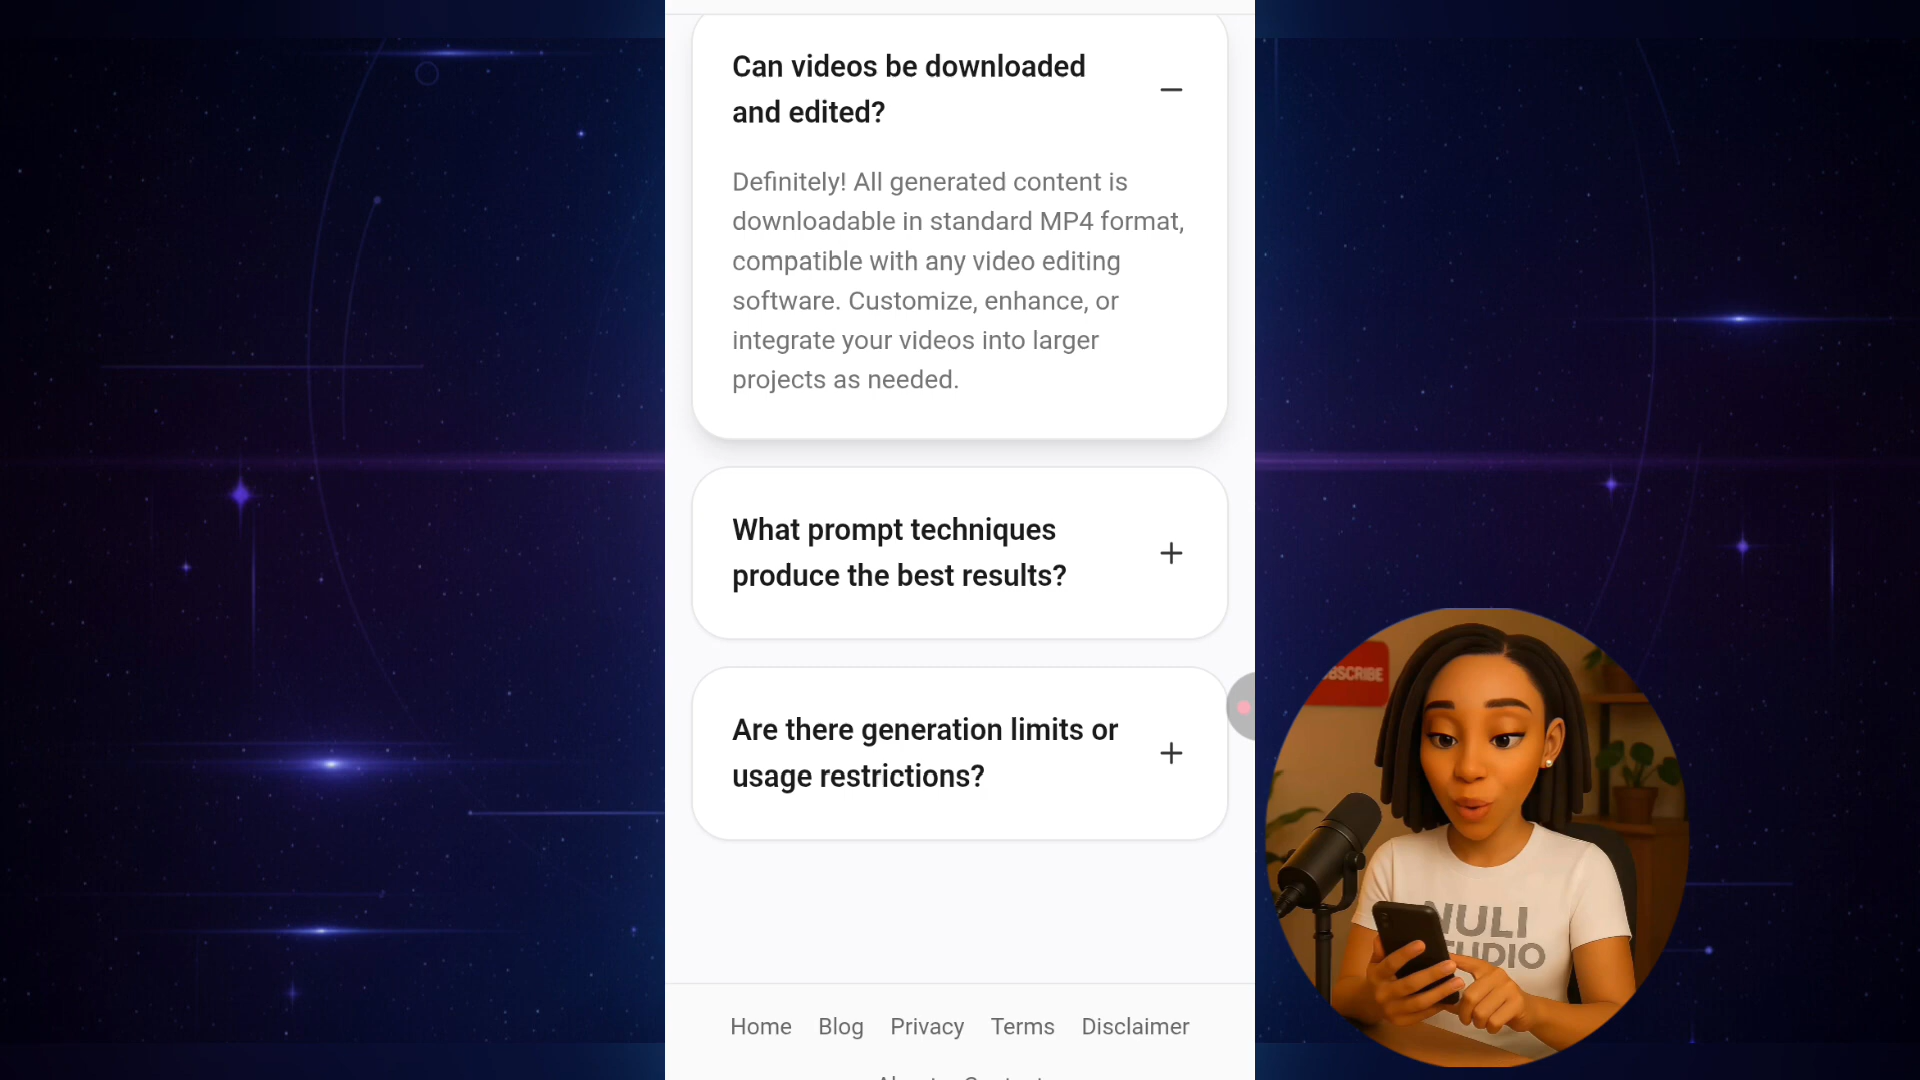 Can videos be downloaded
and edited?
Definitely! All generated content is
downloadable in standard MP4 format,
compatible with any video editing
software. Customize, enhance, or
integrate your videos into larger
projects as needed.
What prompt techniques
produce the best results?
Are there generation limits or
usage restrictions?
Home Blog Privacy Terms Disclaimer
NULI